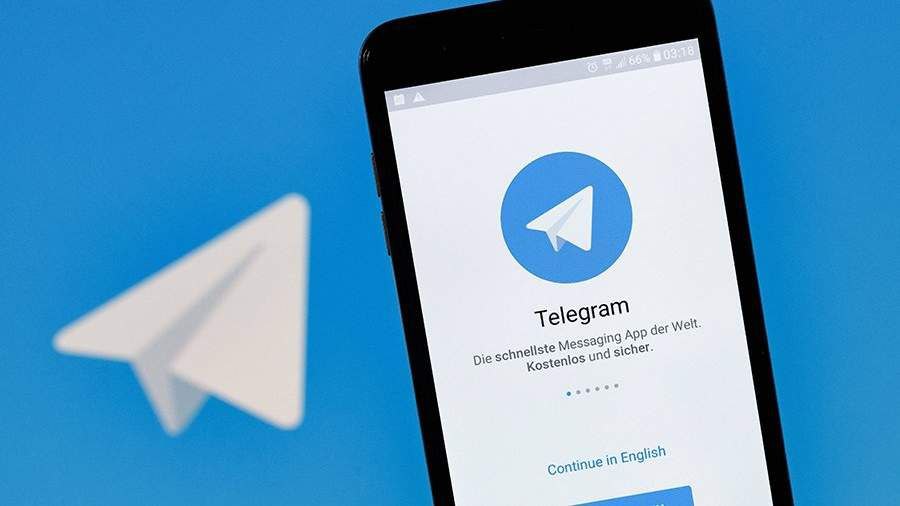 66% 03:18
Telegram
Die schnellste Messaging App der Welt.
Kostenlos und sicher.
Continue in English